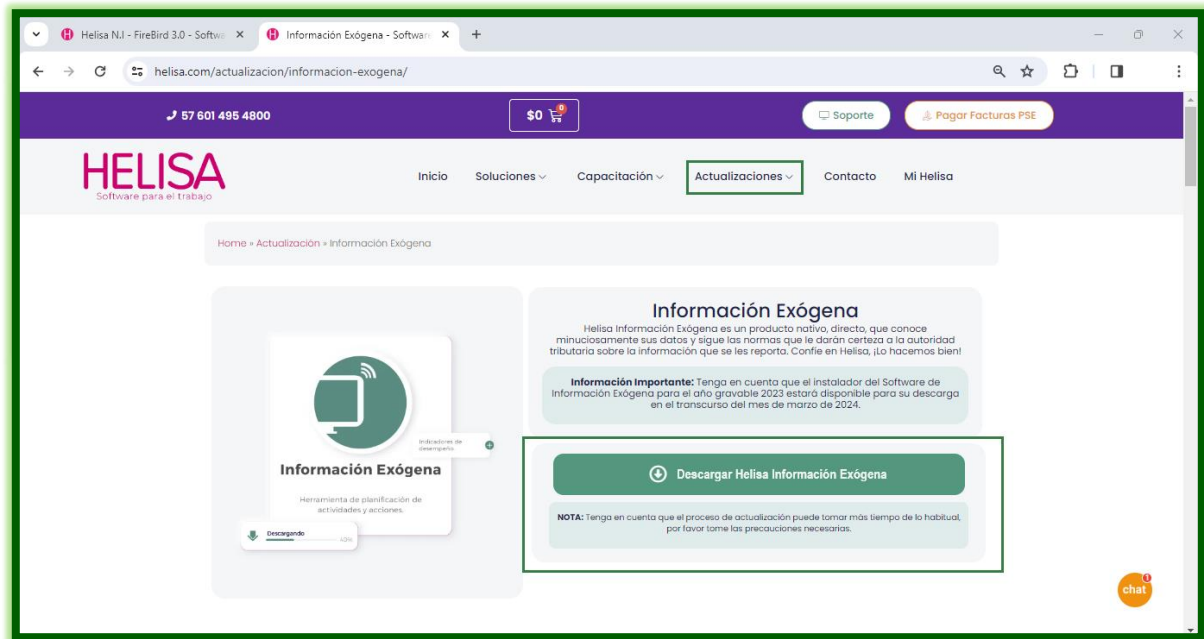 Helisa N.I - FireBird 3.0 - Softwa
Información Exógena - Softwar
helisa.com/actualizacion/informacion-exogena/
57 601 495 4800
$0
0
Soporte
Pagar Facturas PSE
HELISA
Software para el trabajo
Inicio
Soluciones
Capacitación
Actualizaciones
Contacto
Mi Helisa
Home » Actualización » Información Exógena
Información Exógena
Helisa Información Exógena es un producto nativo, directo, que conoce
minuciosamente sus datos y sigue las normas que le darán certeza a la autoridad
tributaria sobre la información que se les reporta. Confíe en Helisa, ¡Lo hacemos bien!
Información Importante: Tenga en cuenta que el instalador del Software de
Información Exógena para el año gravable 2023 estará disponible para su descarga
en el transcurso del mes de marzo de 2024.
Indicadores de
desempeño.
Información Exógena
Herramienta de planificación de
actividades y acciones.
Descargando
43%
Descargar Helisa Información Exógena
NOTA: Tenga en cuenta que el proceso de actualización puede tomar más tiempo de lo habitual,
por favor tome las precauciones necesarias.
chat
1